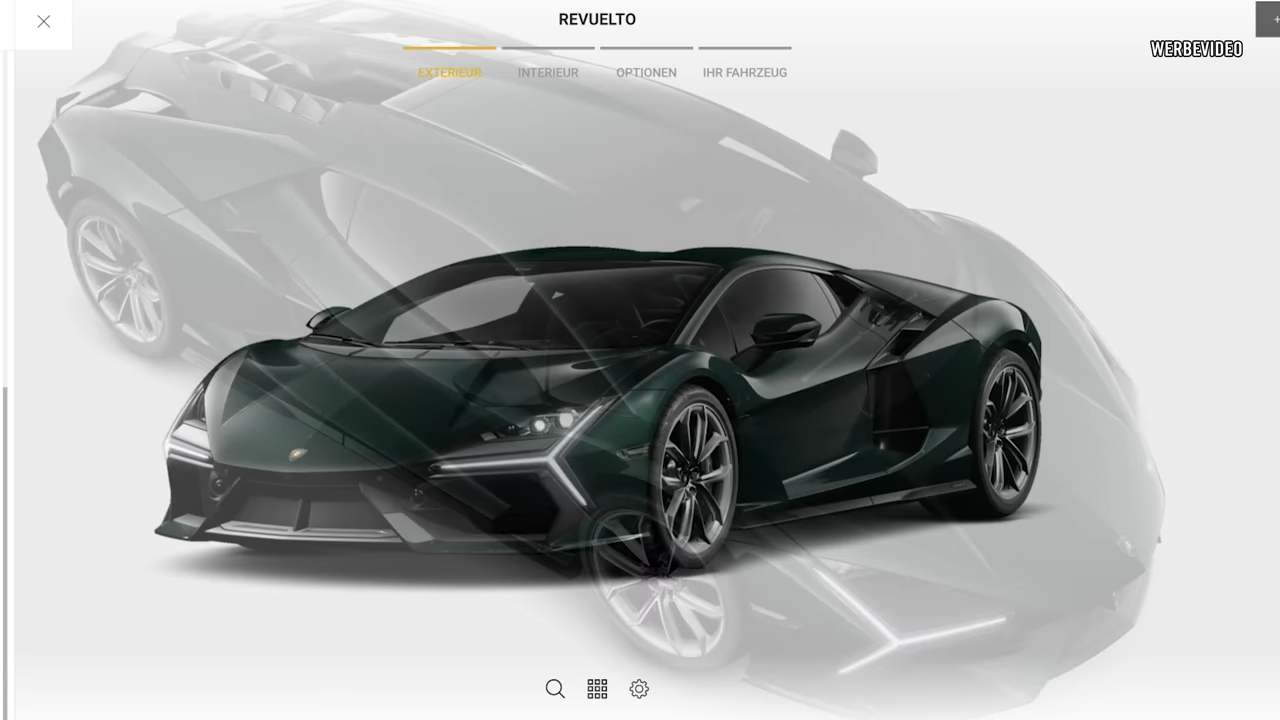 REVUELTO
WERBEVIDEO
EXTERIEUR
INTERIEUR
OPTIONEN
IHR FAHRZEUG